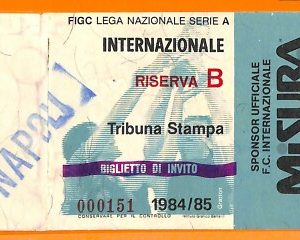 FIGC LEGA NAZIONALE SERIE A
INTERNAZIONALE
RISERVA B
Tribuna Stampa
BIGLIETTO DI INVITO
000151 1984/85
CONSERVARE PER IL CONTROLLO
NAPOLI
SPONSOR UFFICIALE
F.C. INTERNAZIONALE
MISURA